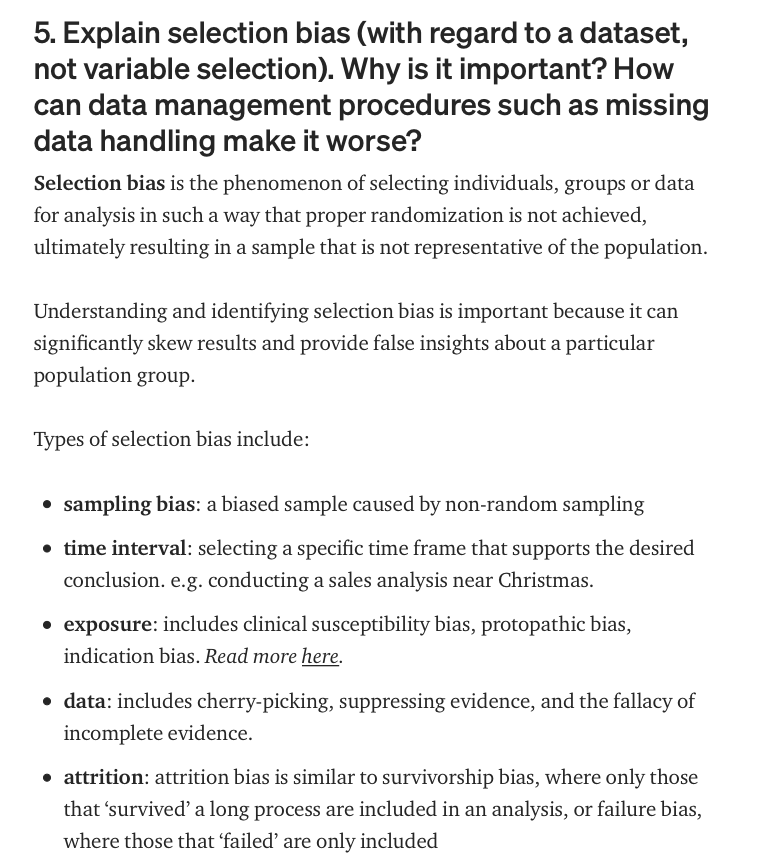 5. Explain selection bias (with regard to a dataset,
not variable selection). Why is it important? How
can data management procedures such as missing
data handling make it worse?
Selection bias is the phenomenon of selecting individuals, groups or data
for analysis in such a way that proper randomization is not achieved,
ultimately resulting in a sample that is not representative of the population.
Understanding and identifying selection bias is important because it can
significantly skew results and provide false insights about a particular
population group.
Types of selection bias include:
• sampling bias: a biased sample caused by non-random sampling
• time interval: selecting a specific time frame that supports the desired
conclusion. e.g. conducting a sales analysis near Christmas.
• exposure: includes clinical susceptibility bias, protopathic bias,
indication bias. Read more here.
• data: includes cherry-picking, suppressing evidence, and the fallacy of
incomplete evidence.
• attrition: attrition bias is similar to survivorship bias, where only those
that ‘survived’ a long process are included in an analysis, or failure bias,
where those that ‘failed’ are only included